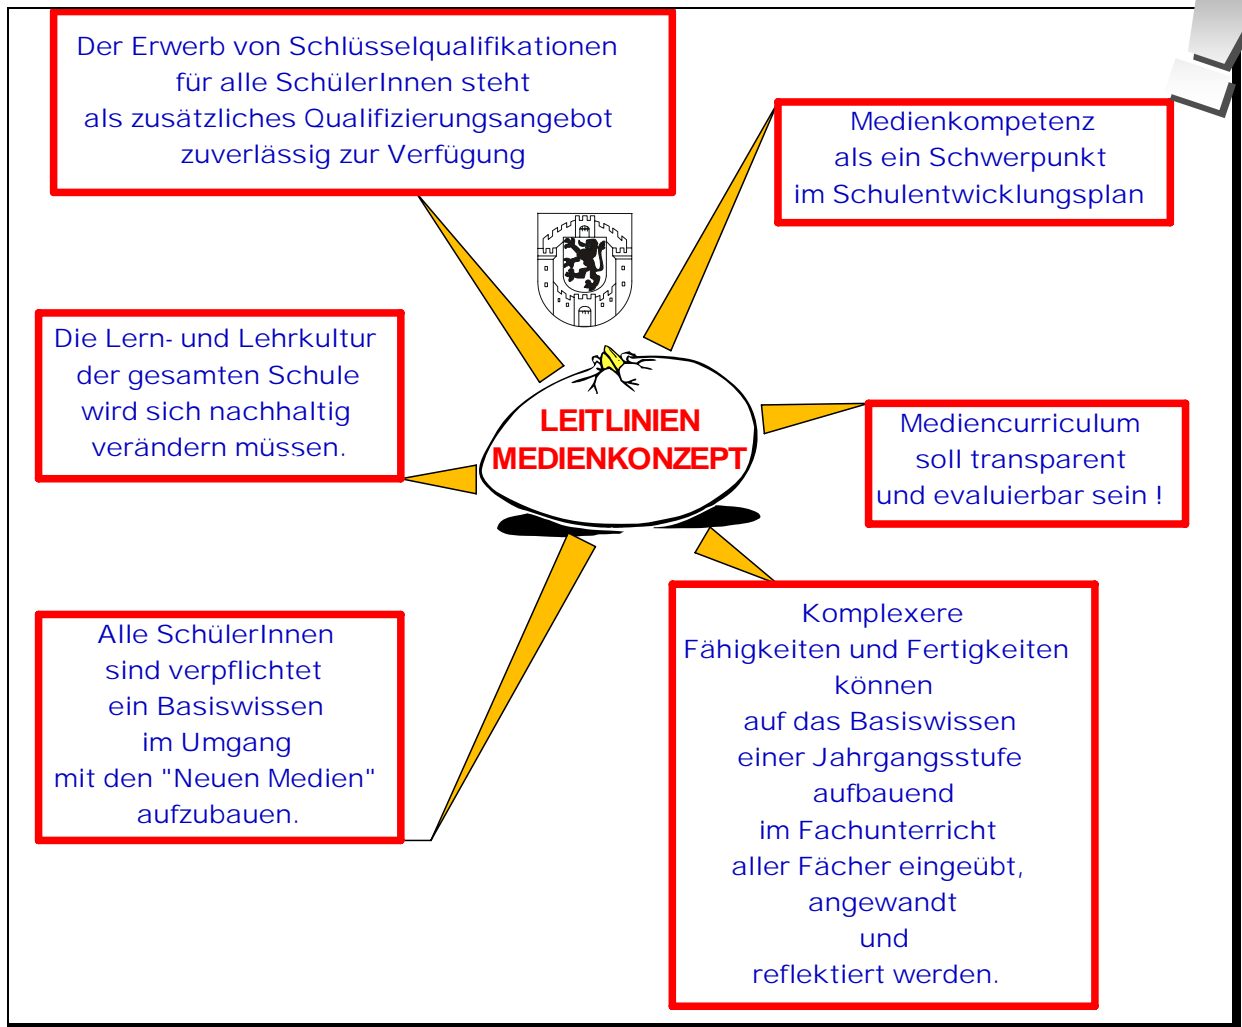 Der Erwerb von Schlüsselqualifikationen
für alle SchülerInnen steht
als zusätzliches Qualifizierungsangebot
zuverlässig zur Verfügung
Medienkompetenz
als ein Schwerpunkt
im Schulentwicklungsplan
Die Lern- und Lehrkultur
der gesamten Schule
wird sich nachhaltig
verändern müssen.
LEITLINIEN
MEDIENKONZEPT
Mediencurriculum
soll transparent
und evaluierbar sein !
Alle SchülerInnen
sind verpflichtet
ein Basiswissen
im Umgang
mit den "Neuen Medien"
aufzubauen.
Komplexere
Fähigkeiten und Fertigkeiten
können
auf das Basiswissen
einer Jahrgangsstufe
aufbauend
im Fachunterricht
aller Fächer eingeübt,
angewandt
und
reflektiert werden.